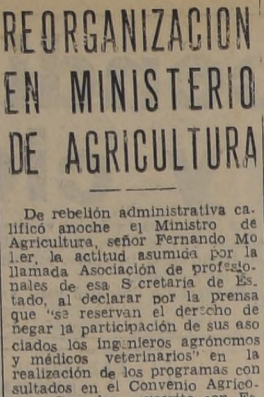 REORGANIZACION
EN MINISTERIO
DE AGRICULTURA
De rebelión administrativa ca-
lificó anoche el Ministro de
Agricultura, señor Fernando Mo
ller, la actitud asumida por la
llamada Asociación de profesio-
nales de esa Secretaría de Es-
tado, al declarar por la prensa
que "se reservan el derecho de
negar la participación de sus aso
ciados los ingenieros agrónomos
y médicos veterinarios" en la
realización de los programas con
sultados en el Convenio Agríco-